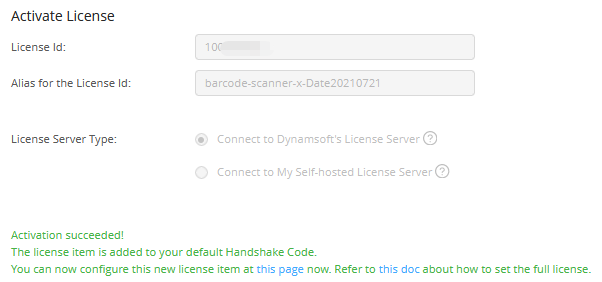 Activate License
License Id:
100
Alias for the License Id:
barcode-scanner-x-Date20210721
License Server Type:
Connect to Dynamsoft's License Server ?
Connect to My Self-hosted License Server ?
Activation succeeded!
The license item is added to your default Handshake Code.
You can now configure this new license item at this page now. Refer to this doc about how to set the full license.